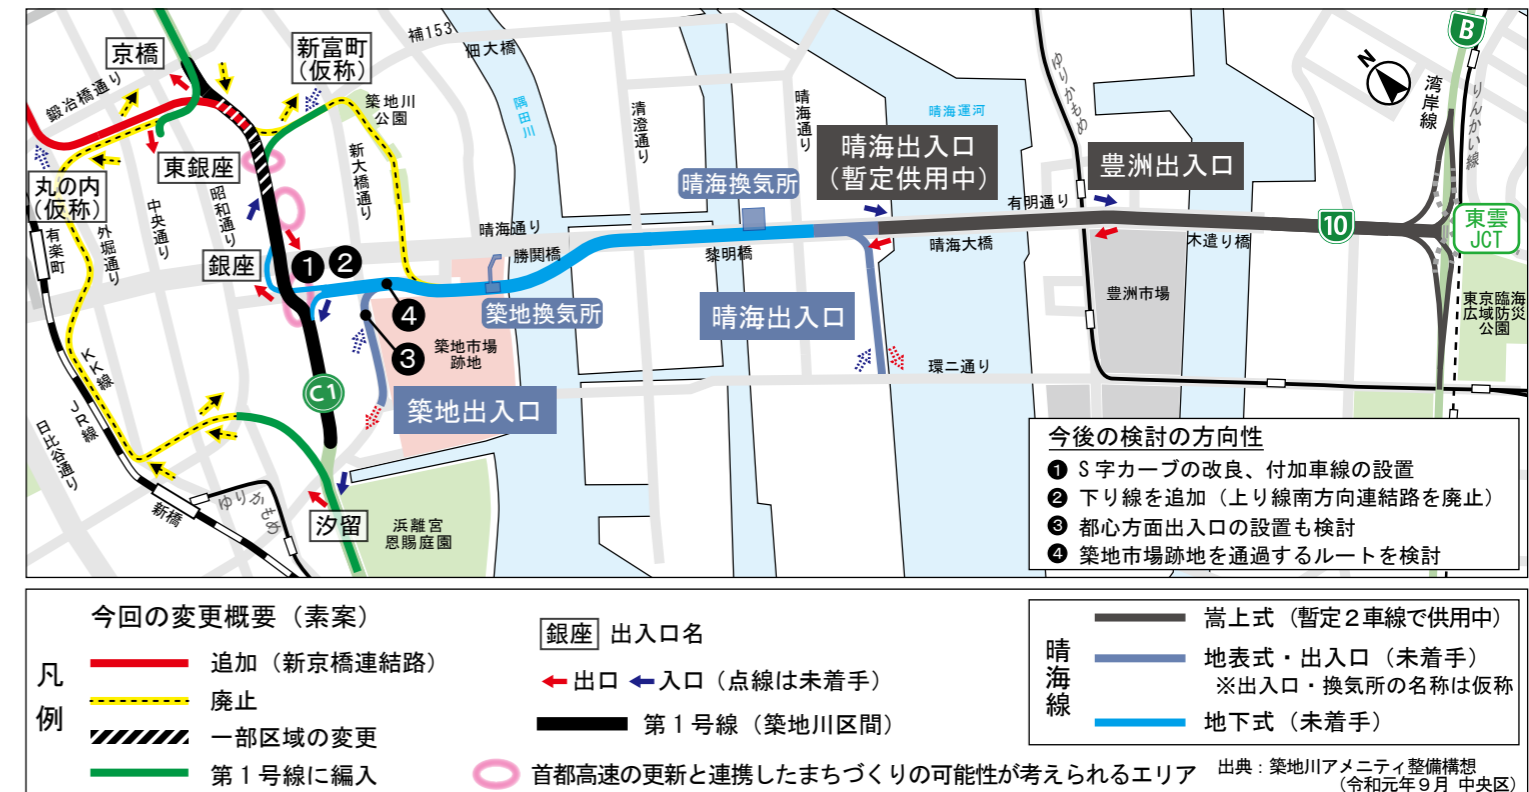 京橋
新富町
（仮称）
補153
佃大橋
鍛冶橋通り
築地川
公園
隅田川
清澄通り
晴海通り
晴海運河
ゆりかもめ
N
B
湾岸線
りんかい線
東銀座
新大橋通り
丸の内
（仮称）
中央通り
昭和通り
外堀通り
有楽町
銀座
1
2
晴海通り
勝関橋
晴海換気所
晴海出入口
（暫定供用中）
豊洲出入口
有明通り
黎明橋
晴海大橋
木遣り橋
10
東雲
JCT
4
3
築地換気所
築地市場
跡地
晴海出入口
豊洲市場
東京臨海
広域防災
公園
KK線
JR線
日比谷通り
C1
築地出入口
環二通り
新橋
ゆりかもめ
汐留
浜離宮
恩賜庭園
今後の検討の方向性
❶ S字カーブの改良、付加車線の設置
❷ 下り線を追加（上り線南方向連結路を廃止）
❸ 都心方面出入口の設置も検討
❹ 築地市場跡地を通過するルートを検討
凡例
今回の変更概要（素案）
追加（新京橋連結路）
廃止
一部区域の変更
第１号線に編入
銀座 出入口名
出口 入口（点線は未着手）
第１号線（築地川区間）
首都高速の更新と連携したまちづくりの可能性が考えられるエリア
晴海線
嵩上式（暫定２車線で供用中）
地表式・出入口（未着手）
※出入口・換気所の名称は仮称
地下式（未着手）
出典：築地川アメニティ整備構想
（令和元年９月 中央区）